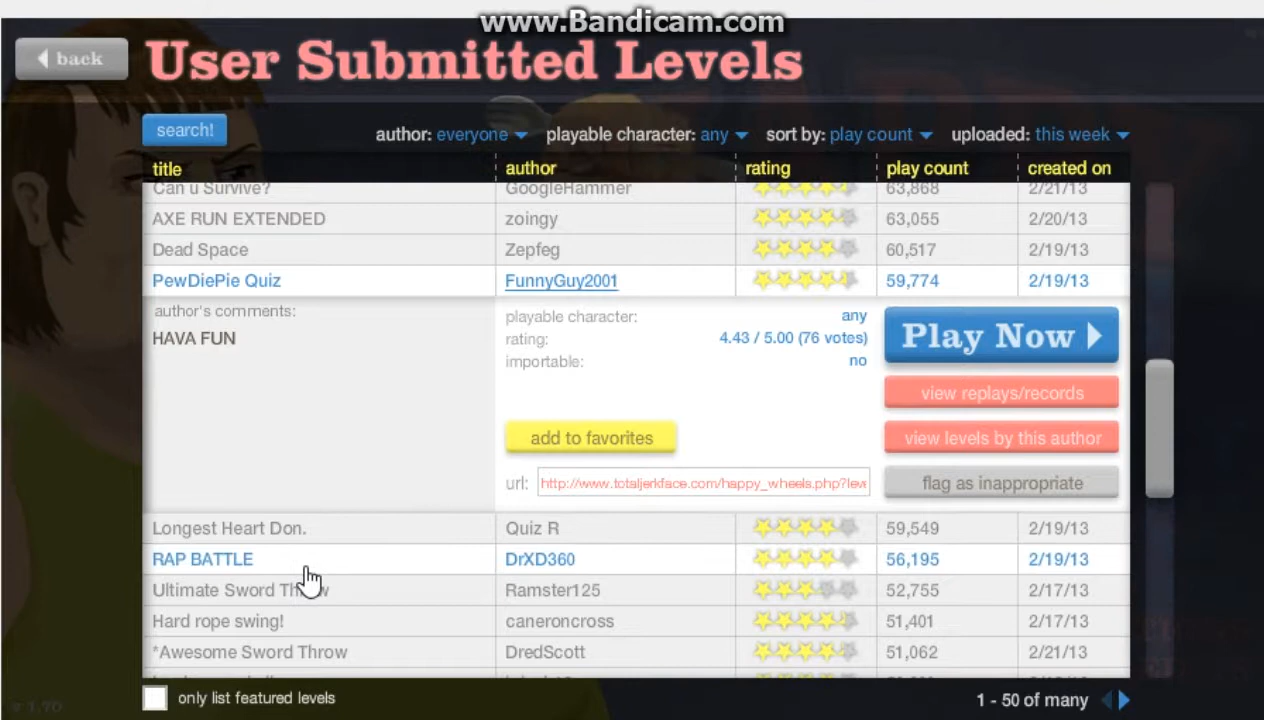 www.Bandicam.com
back
User Submitted Levels
search!
author: everyone playable character: any sort by: play count uploaded: this week
title author rating play count created on
Can u Survive? GoogleHammer 63,868 2/21/13
AXE RUN EXTENDED zoingy 63,055 2/20/13
Dead Space Zepfeg 60,517 2/19/13
PewDiePie Quiz FunnyGuy2001 59,774 2/19/13
author's comments:
HAVA FUN
playable character: any
rating: 4.43 / 5.00 (76 votes)
importable: no
add to favorites
url: http://www.totaljerkface.com/happy_wheels.php?leve
Play Now
view replays/records
view levels by this author
flag as inappropriate
Longest Heart Don. Quiz R 59,549 2/19/13
RAP BATTLE DrXD360 56,195 2/19/13
Ultimate Sword Throw Ramster125 52,755 2/17/13
Hard rope swing! caneroncross 51,401 2/17/13
*Awesome Sword Throw DredScott 51,062 2/21/13
only list featured levels
1 - 50 of many
v 1.70